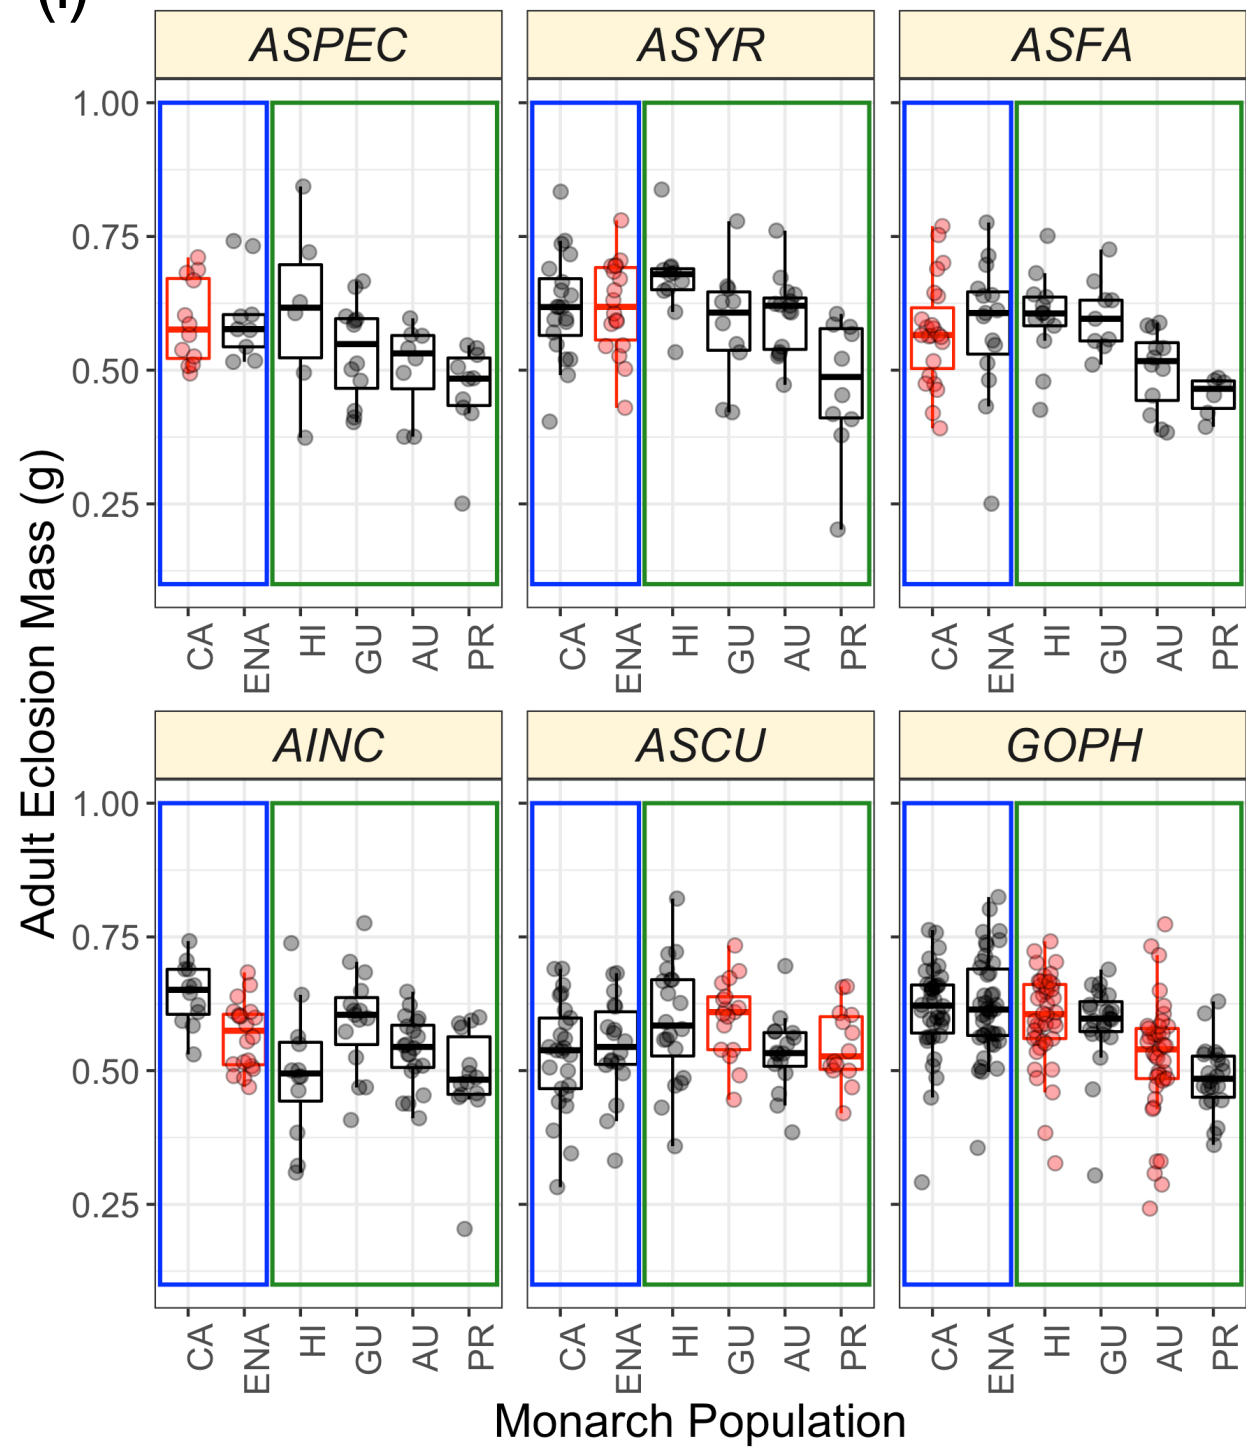 ASPEC ASYR ASFA
1.00
0.75
0.50
0.25
CA ENA HI GU AU PR CA ENA HI GU AU PR CA ENA HI GU AU PR
Adult Eclosion Mass (g)
AINC ASCU GOPH
1.00
0.75
0.50
0.25
CA ENA HI GU AU PR CA ENA HI GU AU PR CA ENA HI GU AU PR
Monarch Population